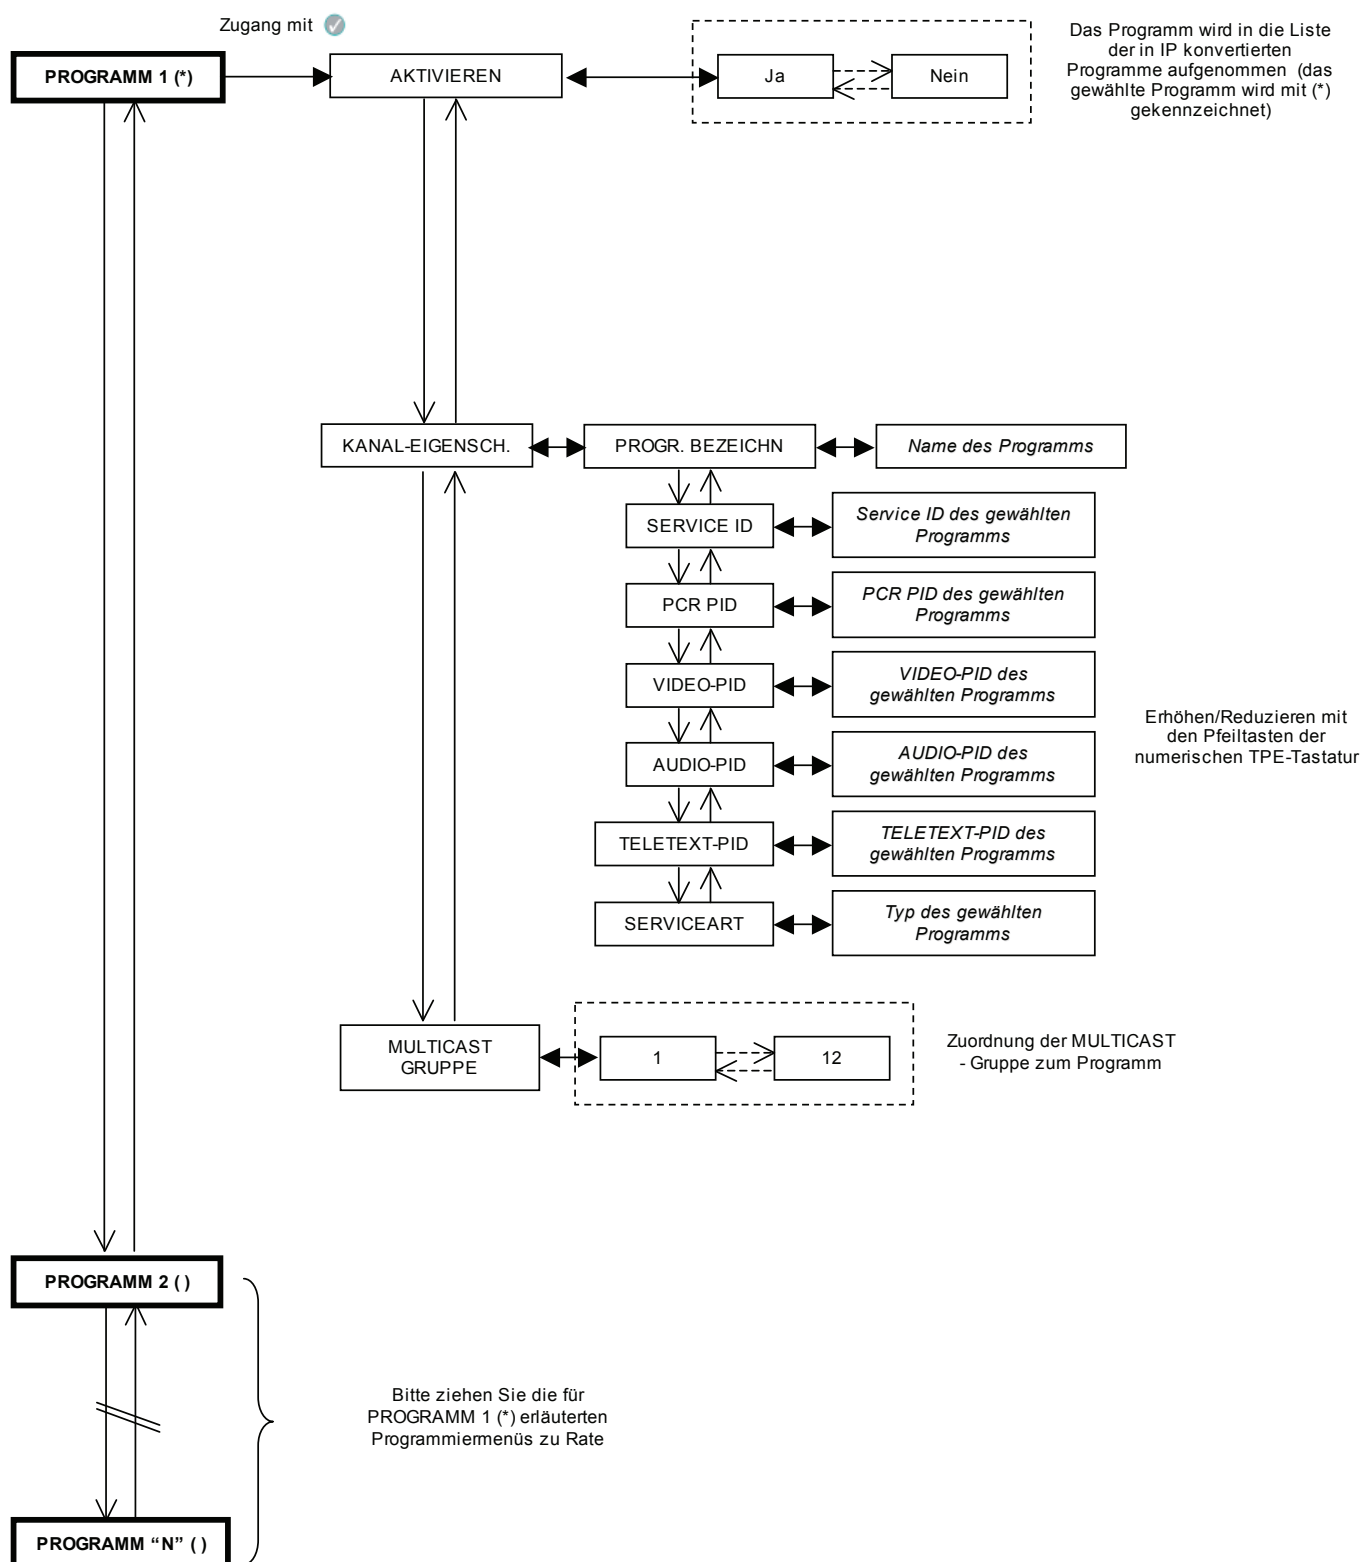 Zugang mit
PROGRAMM 1 (*)
AKTIVIEREN
Ja
Nein
Das Programm wird in die Liste
der in IP konvertierten
Programme aufgenommen (das
gewählte Programm wird mit (*)
gekennzeichnet)
KANAL-EIGENSCH.
PROGR. BEZEICHN
Name des Programms
SERVICE ID
Service ID des gewählten
Programms
PCR PID
PCR PID des gewählten
Programms
VIDEO-PID
VIDEO-PID des
gewählten Programms
AUDIO-PID
AUDIO-PID des
gewählten Programms
TELETEXT-PID
TELETEXT-PID des
gewählten Programms
SERVICEART
Typ des gewählten
Programms
Erhöhen/Reduzieren mit
den Pfeiltasten der
numerischen TPE-Tastatur
MULTICAST
GRUPPE
1
12
Zuordnung der MULTICAST
- Gruppe zum Programm
PROGRAMM 2 ( )
Bitte ziehen Sie die für
PROGRAMM 1 (*) erläuterten
Programmiermenüs zu Rate
PROGRAMM “N” ( )